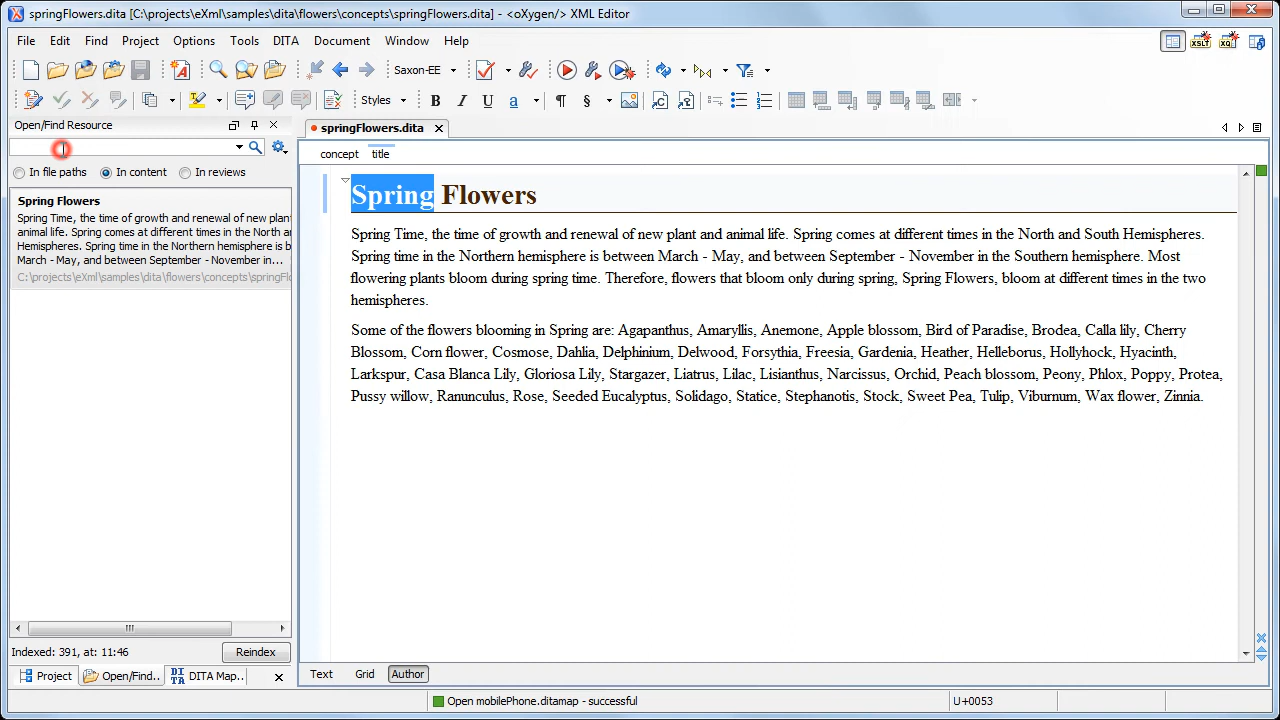 springFlowers.dita [C:\projects\eXml\samples\dita\flowers\concepts\springFlowers.dita] - <oXygen/> XML Editor
File Edit Find Project Options Tools DITA Document Window Help
XSLT XQ
Saxon-EE
Styles B I U a ¶ §
Open/Find Resource
springFlowers.dita
In file paths In content In reviews
concept title
Spring Flowers
Spring Time, the time of growth and renewal of new plant
animal life. Spring comes at different times in the North an
Hemispheres. Spring time in the Northern hemisphere is b
March - May, and between September - November in...
C:\projects\eXml\samples\dita\flowers\concepts\springFl
Spring Flowers
Spring Time, the time of growth and renewal of new plant and animal life. Spring comes at different times in the North and South Hemispheres.
Spring time in the Northern hemisphere is between March - May, and between September - November in the Southern hemisphere. Most
flowering plants bloom during spring time. Therefore, flowers that bloom only during spring, Spring Flowers, bloom at different times in the two
hemispheres.
Some of the flowers blooming in Spring are: Agapanthus, Amaryllis, Anemone, Apple blossom, Bird of Paradise, Brodea, Calla lily, Cherry
Blossom, Corn flower, Cosmose, Dahlia, Delphinium, Delwood, Forsythia, Freesia, Gardenia, Heather, Helleborus, Hollyhock, Hyacinth,
Larkspur, Casa Blanca Lily, Gloriosa Lily, Stargazer, Liatrus, Lilac, Lisianthus, Narcissus, Orchid, Peach blossom, Peony, Phlox, Poppy, Protea,
Pussy willow, Ranunculus, Rose, Seeded Eucalyptus, Solidago, Statice, Stephanotis, Stock, Sweet Pea, Tulip, Viburnum, Wax flower, Zinnia.
Indexed: 391, at: 11:46 Reindex
Project Open/Find.. DITA DITA Map..
Text Grid Author
Open mobilePhone.ditamap - successful U+0053